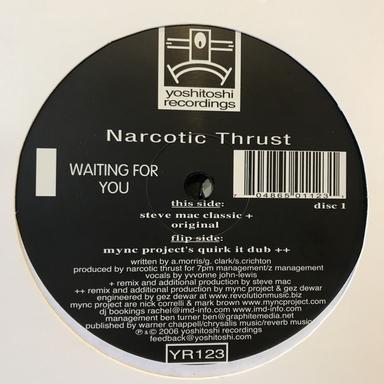 yoshitoshi
recordings
Narcotic Thrust
WAITING FOR
YOU
7 04865 01123
this side:
disc 1
steve mac classic +
original
flip side:
mync project's quirk it dub ++
written by a.morris/g. clark/s.crichton
produced by narcotic thrust for 7pm management/z management
vocals by yvvonne john-lewis
+ remix and additional production by steve mac
++ remix and additional production by mync project & gez dewar
engineered by gez dewar at www.revolutionmusic.biz
mync project are nick correlli & mark brown www.myncproject.com
dj bookings rachel@imd-info.com www.imd-info.com
management ben turner ben@graphitemedia.net
published by warner chappell/chrysalis music/reverb music
℗ & © 2006 yoshitoshi recordings
feedback@yoshitoshi.com
YR123